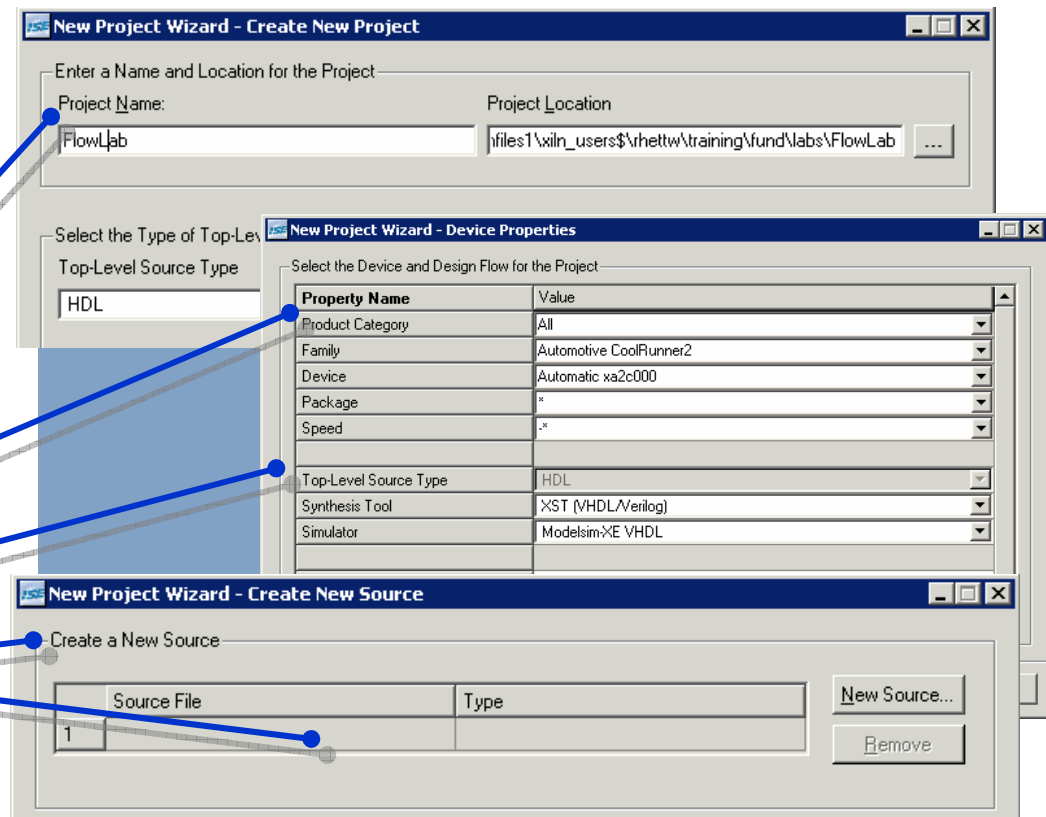 ISE New Project Wizard - Create New Project
Enter a Name and Location for the Project
Project Name:
Project Location
FlowLab
\files1\xiln_users$\rhettw\training\fund\labs\FlowLab
...
Select the Type of Top-Lev
Top-Level Source Type
HDL
ISE New Project Wizard - Device Properties
Select the Device and Design Flow for the Project
Property Name Value
Product Category All
Family Automotive CoolRunner2
Device Automatic xa2c000
Package *
Speed -*
Top-Level Source Type HDL
Synthesis Tool XST (VHDL/Verilog)
Simulator Modelsim-XE VHDL
ISE New Project Wizard - Create New Source
Create a New Source
Source File Type
1
New Source...
Remove